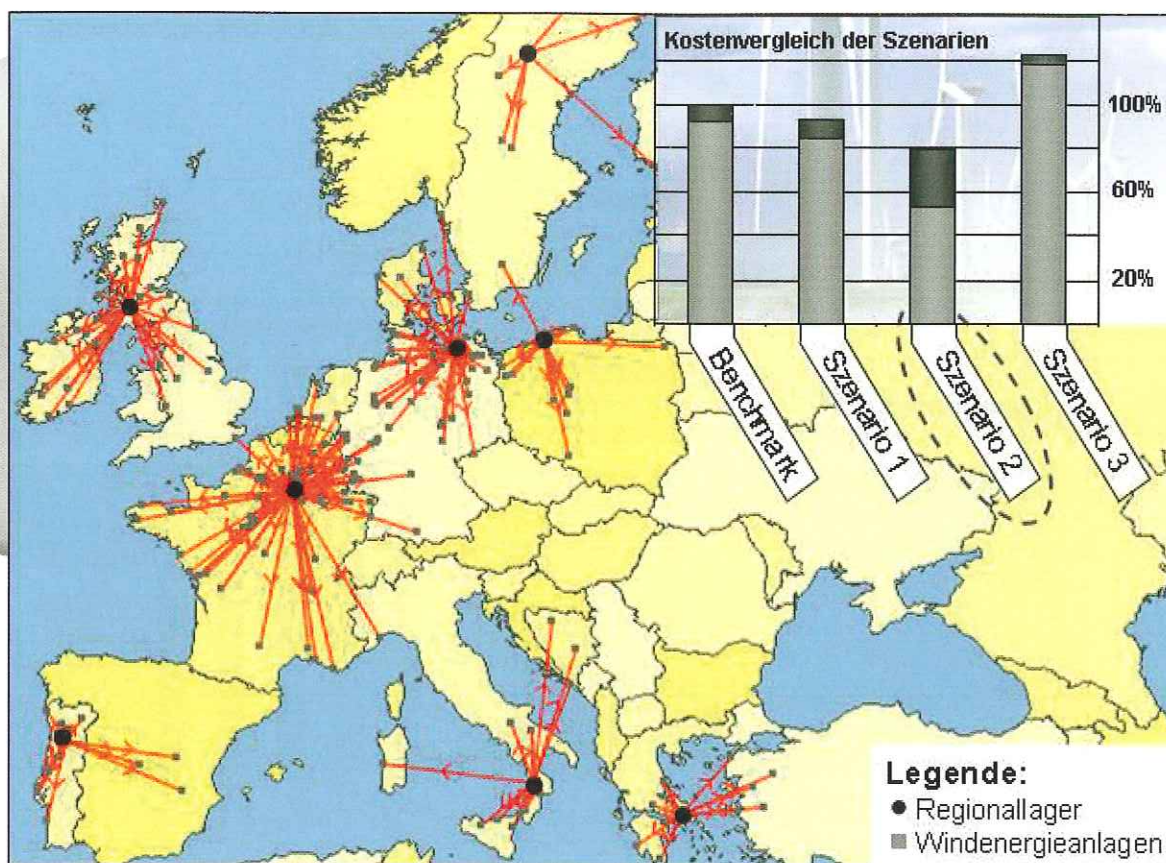 Kostenvergleich der Szenarien
100%
60%
20%
Benchmark
Szenario 1
Szenario 2
Szenario 3
Legende:
Regionallager
Windenergieanlagen